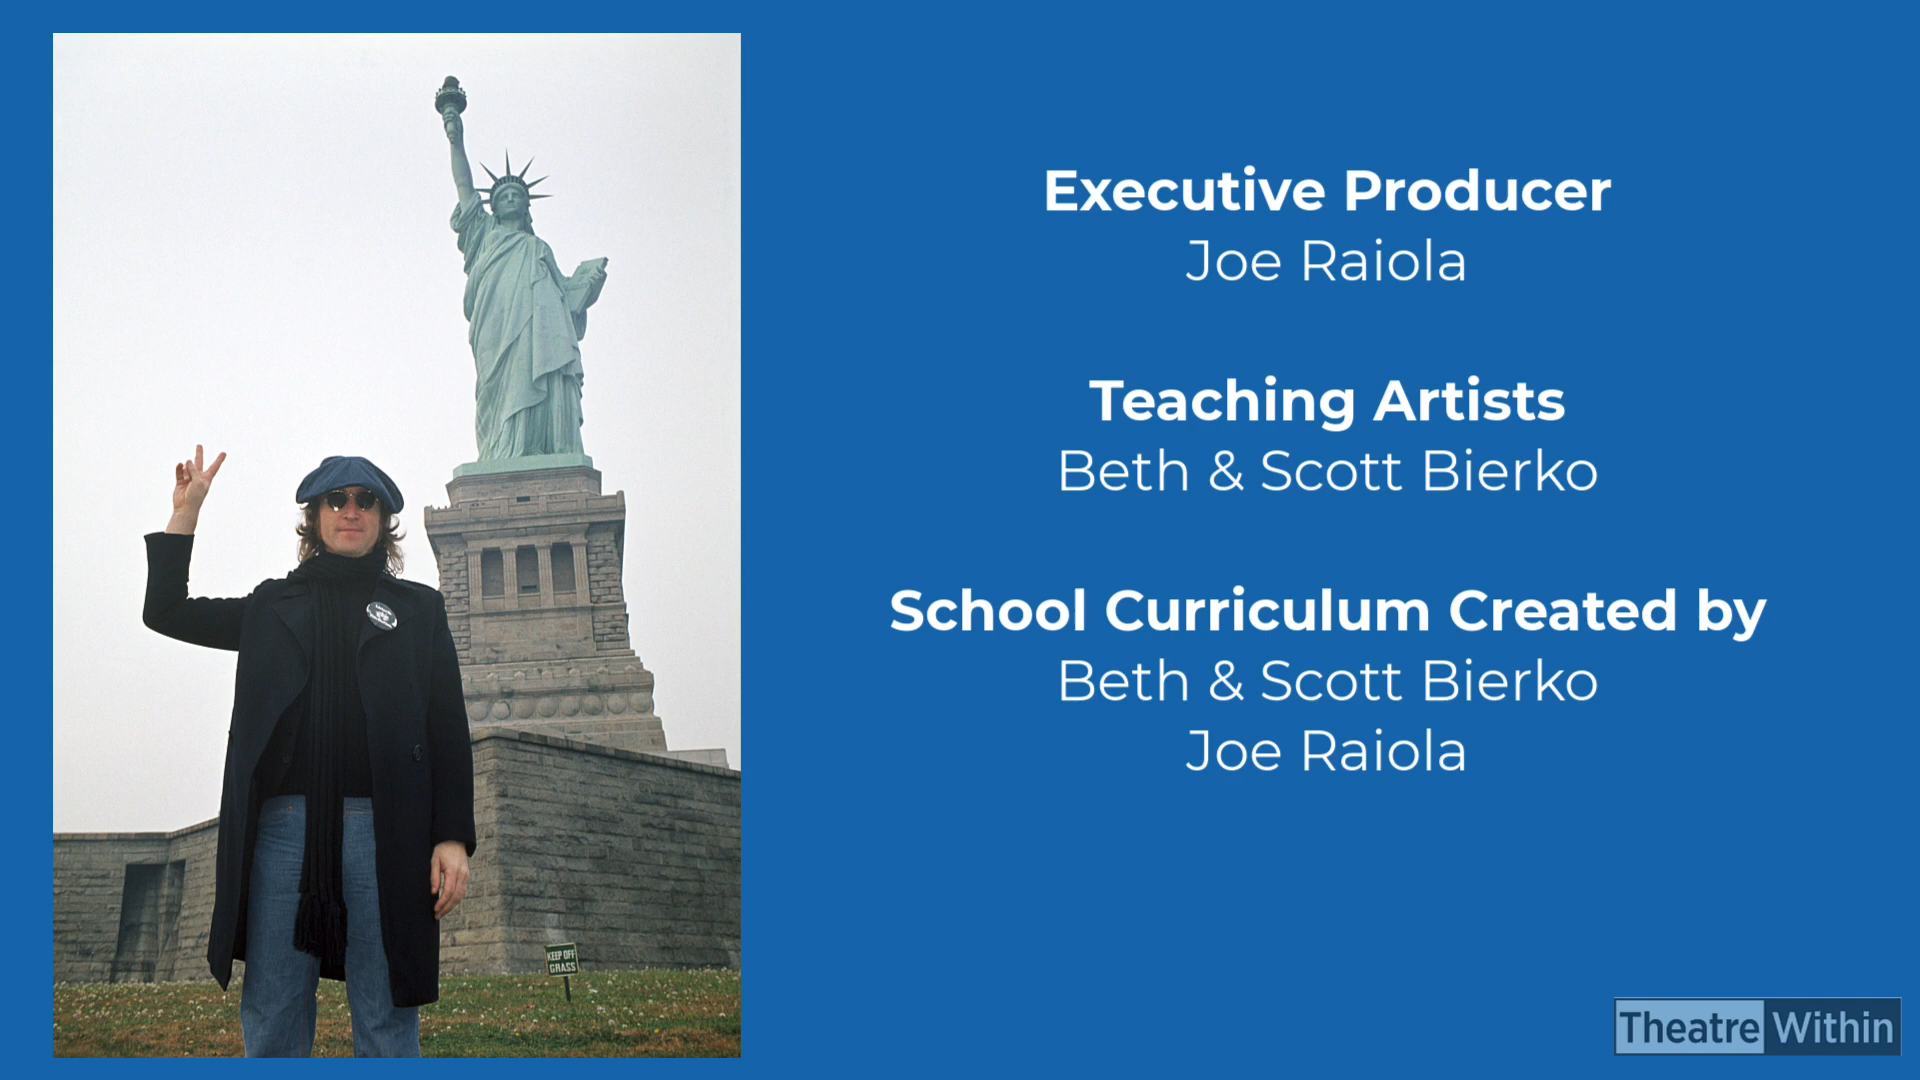 Executive Producer
Joe Raiola
Teaching Artists
Beth & Scott Bierko
School Curriculum Created by
Beth & Scott Bierko
Joe Raiola
KEEP OFF
GRASS
Theatre Within